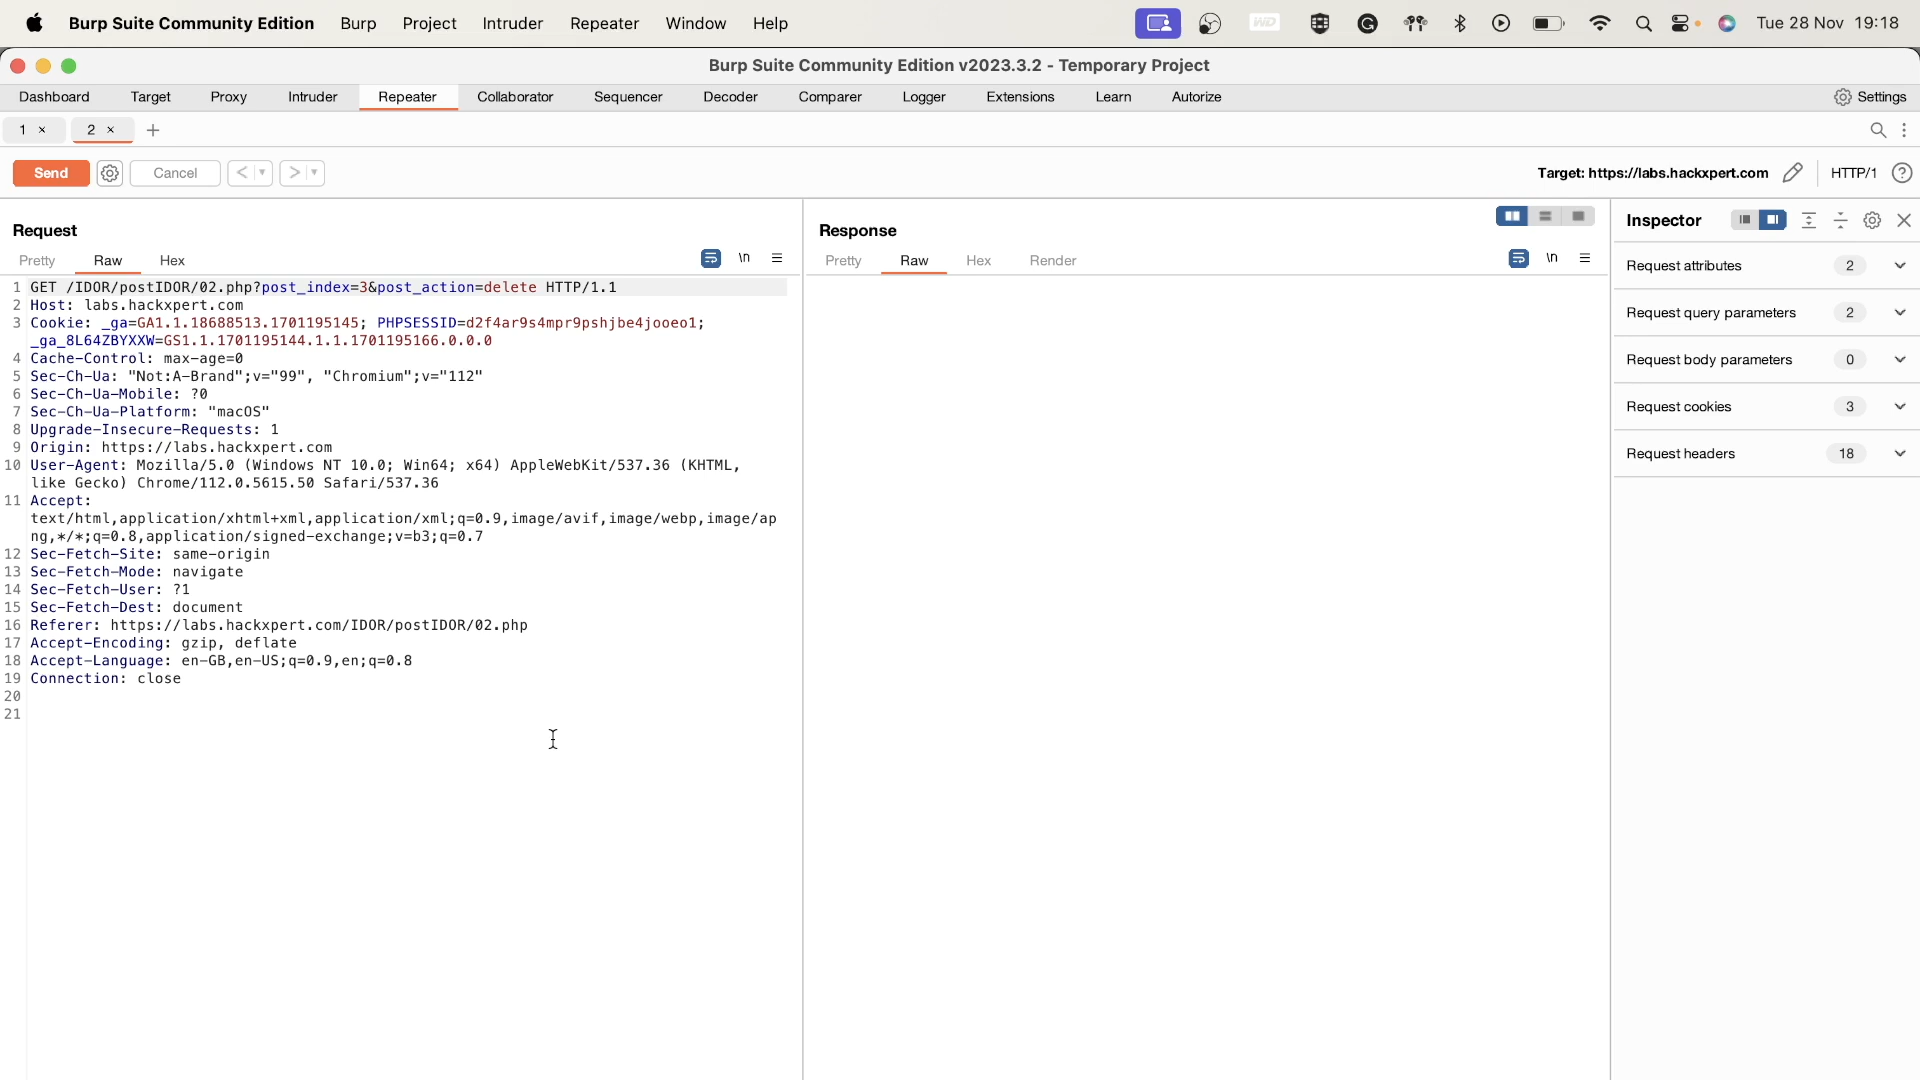 Burp Suite Community Edition Burp Project Intruder Repeater Window Help WD Tue 28 Nov 19:18
Burp Suite Community Edition v2023.3.2 - Temporary Project
Dashboard Target Proxy Intruder Repeater Collaborator Sequencer Decoder Comparer Logger Extensions Learn Autorize Settings
1 × 2 × +
Send Cancel < > Target: https://labs.hackxpert.com HTTP/1 ?
Request
Pretty Raw Hex \n
1 GET /IDOR/postIDOR/02.php?post_index=3&post_action=delete HTTP/1.1
2 Host: labs.hackxpert.com
3 Cookie: _ga=GA1.1.18688513.1701195145; PHPSESSID=d2f4ar9s4mpr9pshjbe4jooeo1;
_ga_8L64ZBYXXW=GS1.1.1701195144.1.1.1701195166.0.0.0
4 Cache-Control: max-age=0
5 Sec-Ch-Ua: "Not:A-Brand";v="99", "Chromium";v="112"
6 Sec-Ch-Ua-Mobile: ?0
7 Sec-Ch-Ua-Platform: "macOS"
8 Upgrade-Insecure-Requests: 1
9 Origin: https://labs.hackxpert.com
10 User-Agent: Mozilla/5.0 (Windows NT 10.0; Win64; x64) AppleWebKit/537.36 (KHTML,
like Gecko) Chrome/112.0.5615.50 Safari/537.36
11 Accept:
text/html,application/xhtml+xml,application/xml;q=0.9,image/avif,image/webp,image/ap
ng,*/*;q=0.8,application/signed-exchange;v=b3;q=0.7
12 Sec-Fetch-Site: same-origin
13 Sec-Fetch-Mode: navigate
14 Sec-Fetch-User: ?1
15 Sec-Fetch-Dest: document
16 Referer: https://labs.hackxpert.com/IDOR/postIDOR/02.php
17 Accept-Encoding: gzip, deflate
18 Accept-Language: en-GB,en-US;q=0.9,en;q=0.8
19 Connection: close
20
21
Response
Pretty Raw Hex Render \n
Inspector
Request attributes 2
Request query parameters 2
Request body parameters 0
Request cookies 3
Request headers 18